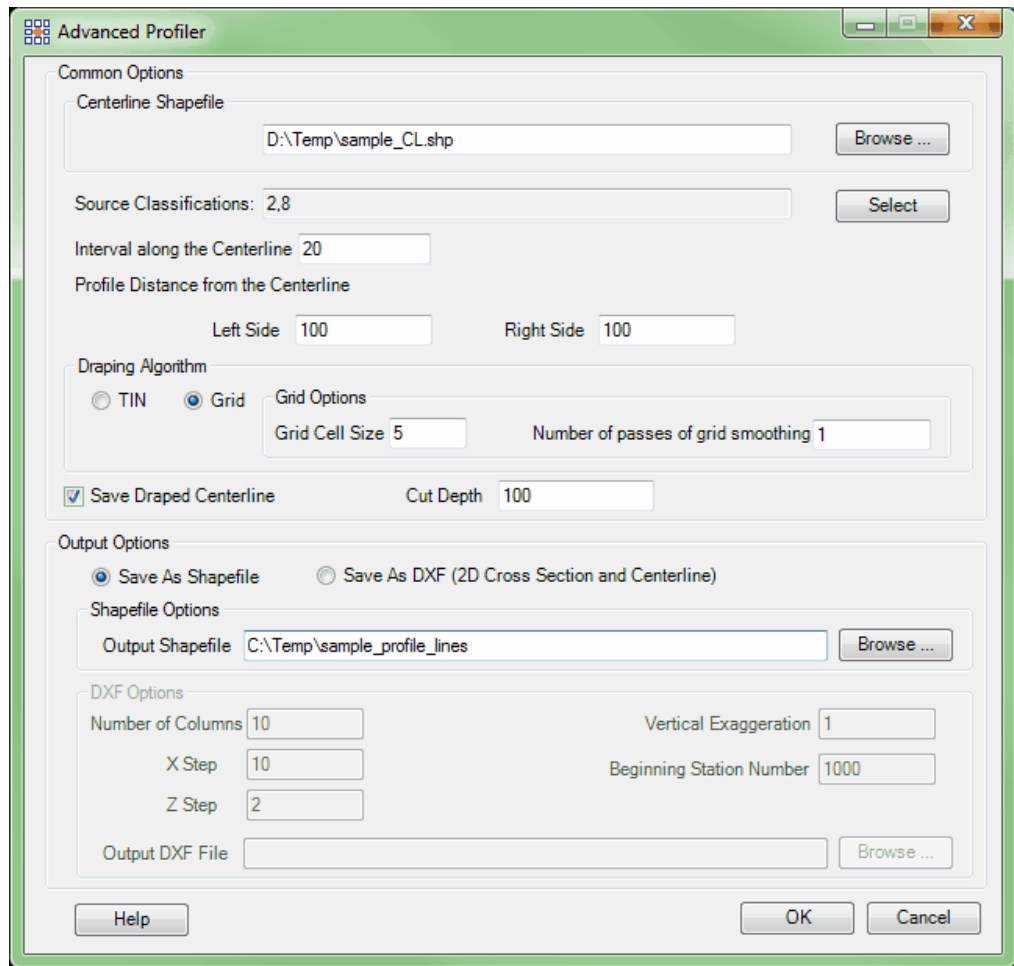 Advanced Profiler
Common Options
Centerline Shapefile
D:\Temp\sample_CL.shp Browse ...
Source Classifications: 2,8 Select
Interval along the Centerline 20
Profile Distance from the Centerline
Left Side 100 Right Side 100
Draping Algorithm
TIN Grid Grid Options
Grid Cell Size 5 Number of passes of grid smoothing 1
Save Draped Centerline Cut Depth 100
Output Options
Save As Shapefile Save As DXF (2D Cross Section and Centerline)
Shapefile Options
Output Shapefile C:\Temp\sample_profile_lines Browse ...
DXF Options
Number of Columns 10 Vertical Exaggeration 1
X Step 10 Beginning Station Number 1000
Z Step 2
Output DXF File Browse ...
Help OK Cancel